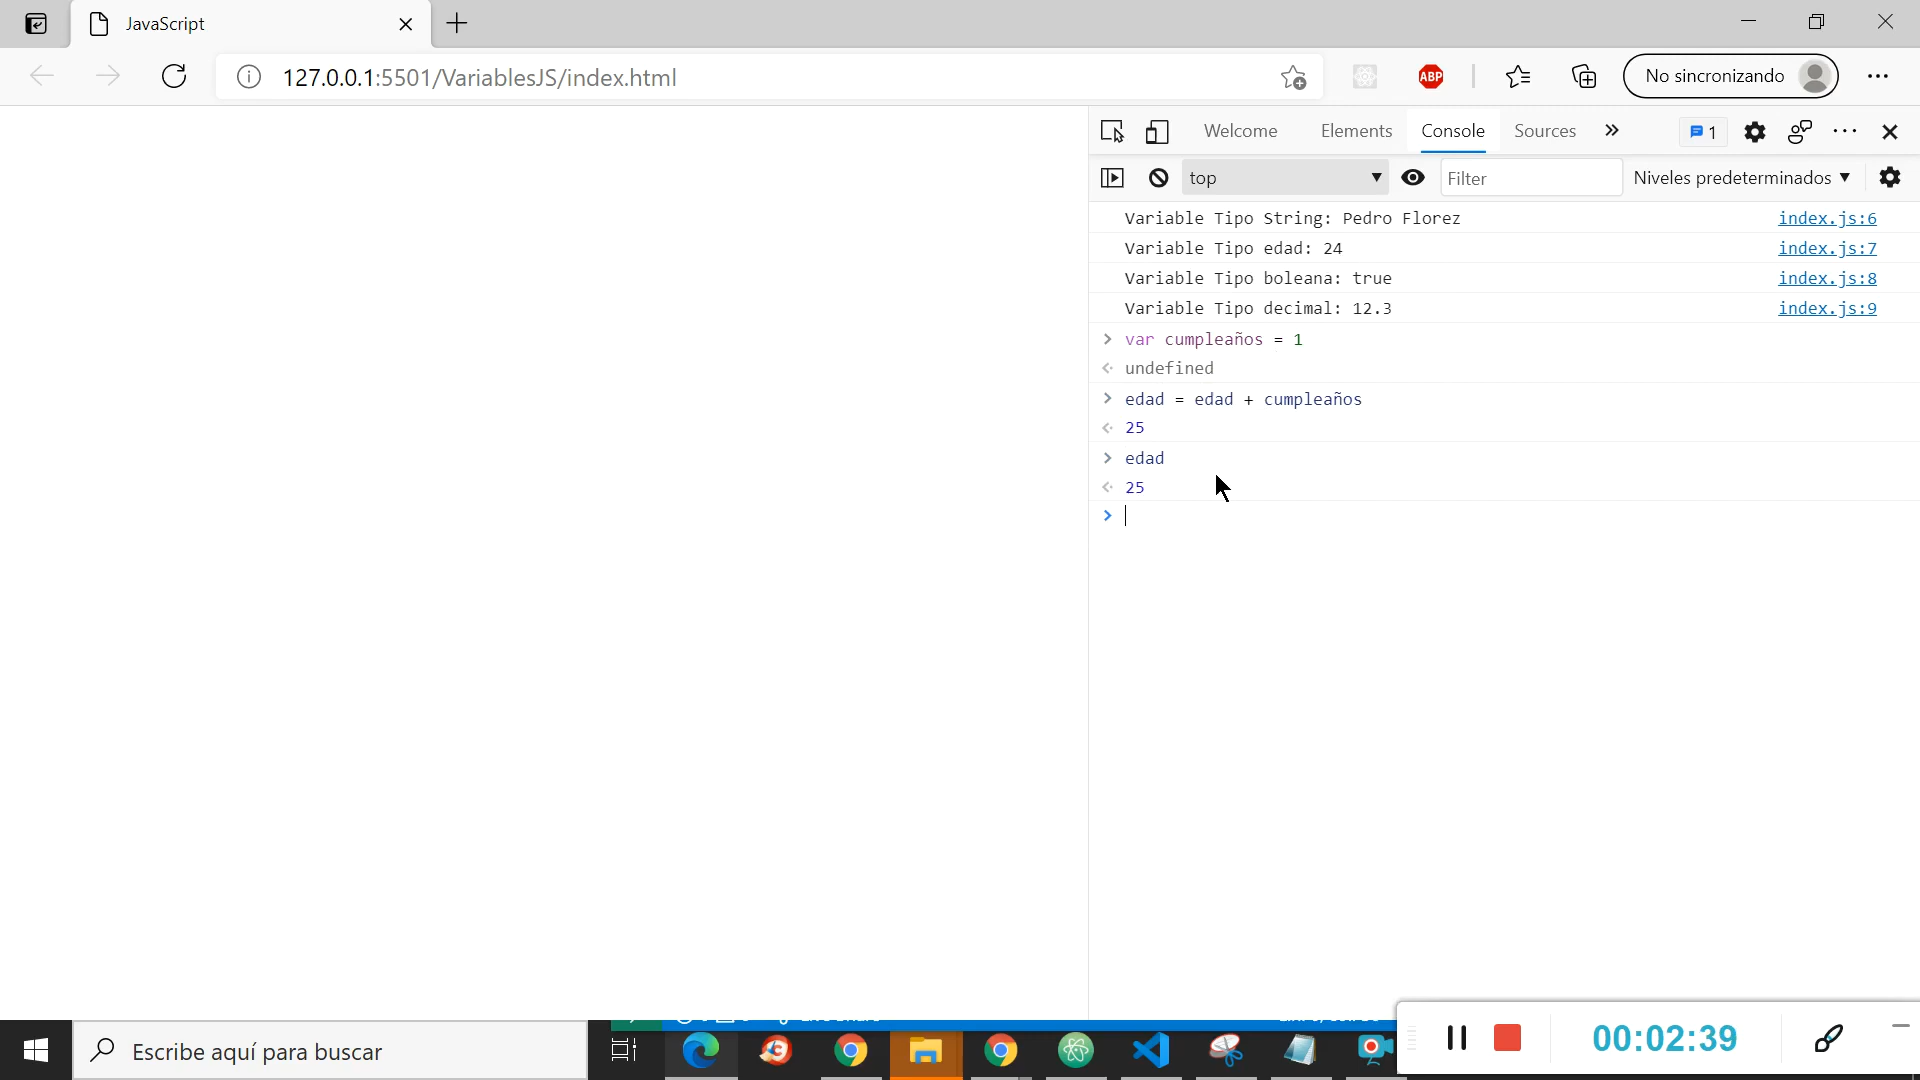 JavaScript
127.0.0.1:5501/VariablesJS/index.html
ABP
No sincronizando
Welcome
Elements
Console
Sources
1
top
Filter
Niveles predeterminados
Variable Tipo String: Pedro Florez index.js:6
Variable Tipo edad: 24 index.js:7
Variable Tipo boleana: true index.js:8
Variable Tipo decimal: 12.3 index.js:9
> var cumpleaños = 1
undefined
> edad = edad + cumpleaños
25
> edad
25
>
Escribe aquí para buscar
00:02:39